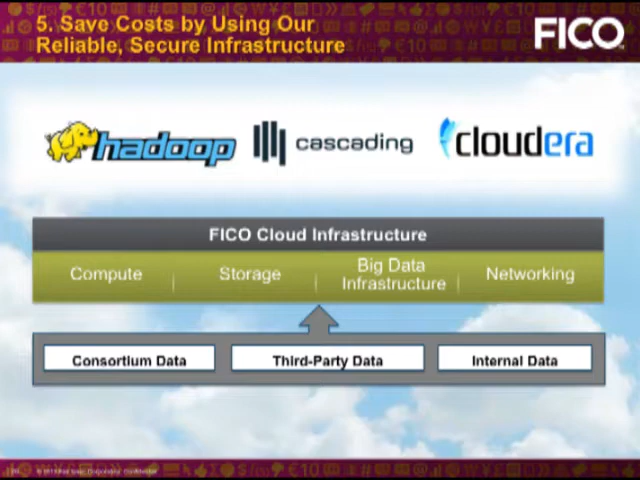 5. Save Costs by Using Our
Reliable, Secure Infrastructure
FICO
hadoop
cascading
cloudera
FICO Cloud Infrastructure
Compute
Storage
Big Data
Infrastructure
Networking
Consortium Data
Third-Party Data
Internal Data